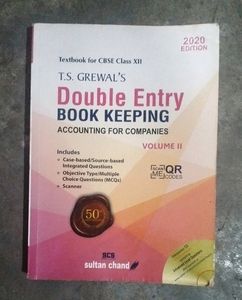 2020
EDITION
Textbook for CBSE Class XII
T.S. GREWAL'S
Double Entry
BOOK KEEPING
ACCOUNTING FOR COMPANIES
VOLUME II
Includes
Case-based/Source-based
Integrated Questions
Objective Type/Multiple
Choice Questions (MCQs)
Scanner
QR
CODES
50
SCS
sultan chand